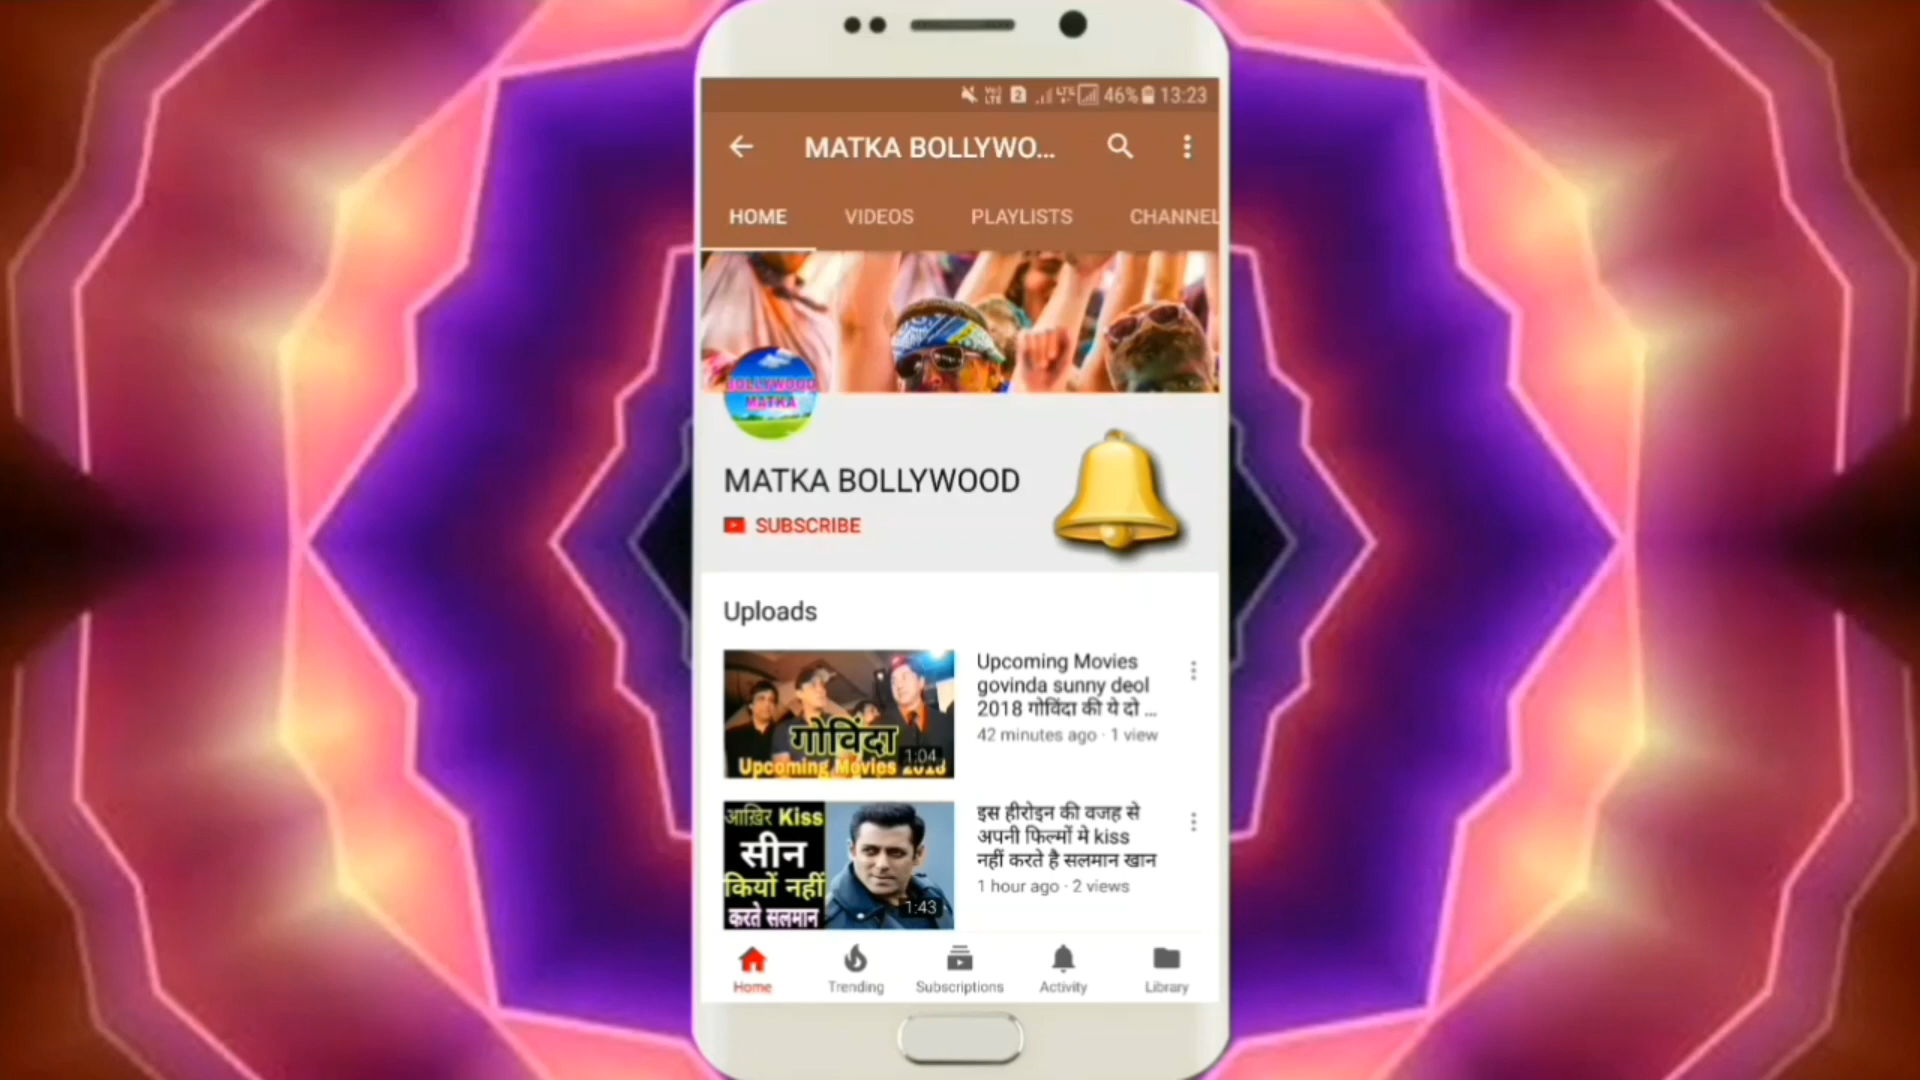 46% 13:23
MATKA BOLLYWO...
HOME VIDEOS PLAYLISTS CHANNEL
BOLLYWOOD
MATKA
MATKA BOLLYWOOD
SUBSCRIBE
Uploads
गोविंदा
1:04
Upcoming Movies 2018
Upcoming Movies
govinda sunny deol
2018 गोविंदा की ये दो ...
42 minutes ago · 1 view
आख़िर Kiss
सीन
कियों नहीं
करते सलमान
1:43
इस हीरोइन की वजह से
अपनी फिल्मों मे kiss
नहीं करते है सलमान खान
1 hour ago · 2 views
Home Trending Subscriptions Activity Library